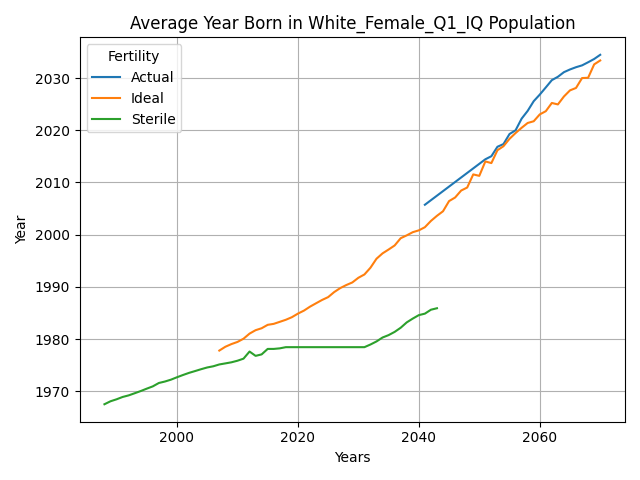 Average Year Born in White_Female_Q1_IQ Population
Fertility
Actual
Ideal
Sterile
2030
2020
2010
2000
1990
1980
1970
Year
2000
2020
2040
2060
Years